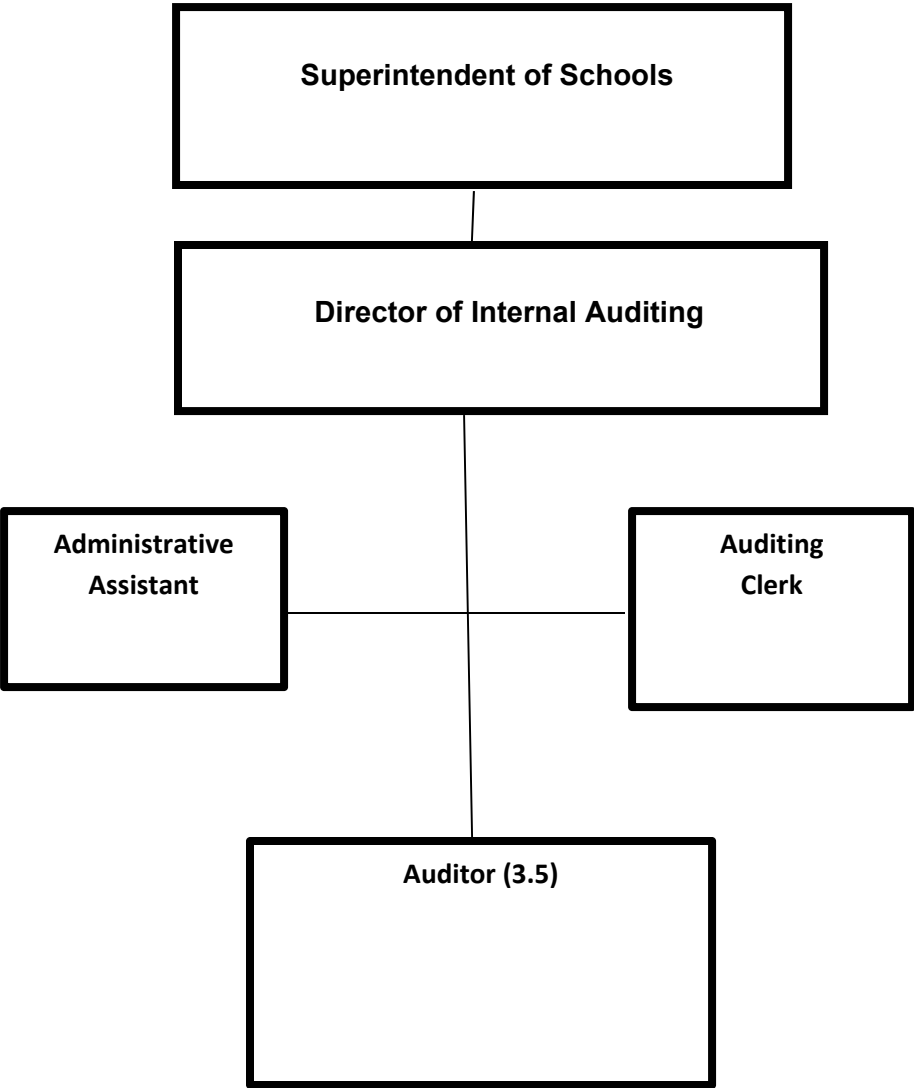 Superintendent of Schools
Director of Internal Auditing
Administrative
Assistant
Auditing
Clerk
Auditor (3.5)